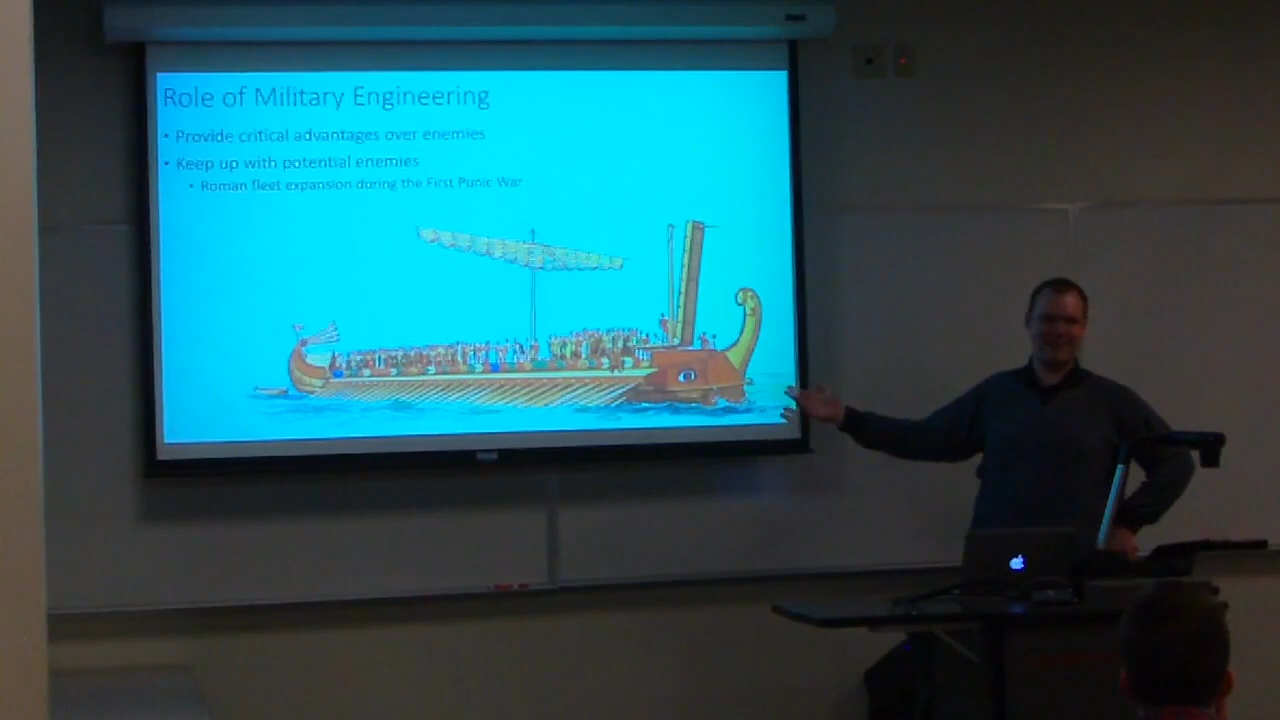 Role of Military Engineering
• Provide critical advantages over enemies
• Keep up with potential enemies
• Roman fleet expansion during the First Punic War